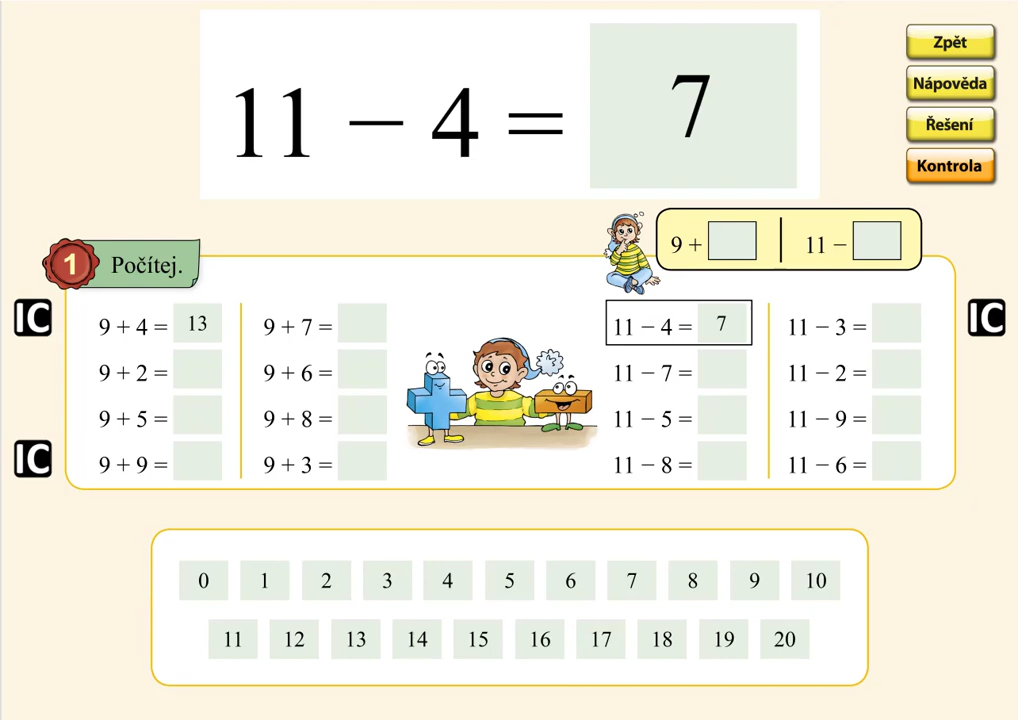 11 − 4 = 7
Zpět
Nápověda
Řešení
Kontrola
9 + | 11 −
1 Počítej.
IC
IC
IC
9 + 4 = 13
9 + 2 =
9 + 5 =
9 + 9 =
9 + 7 =
9 + 6 =
9 + 8 =
9 + 3 =
11 − 4 = 7
11 − 7 =
11 − 5 =
11 − 8 =
11 − 3 =
11 − 2 =
11 − 9 =
11 − 6 =
0 1 2 3 4 5 6 7 8 9 10
11 12 13 14 15 16 17 18 19 20